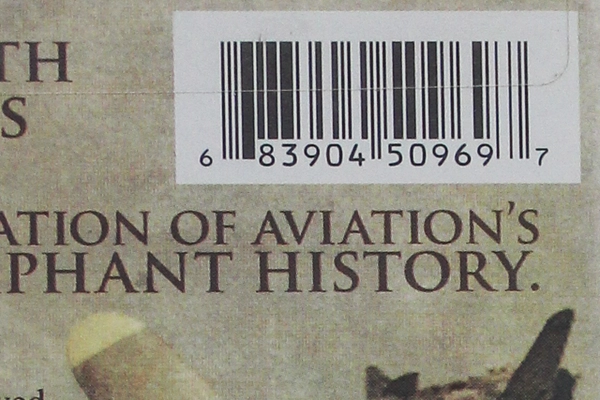 TH
S
6 83904 50969 7
ATION OF AVIATION'S
PHANT HISTORY.